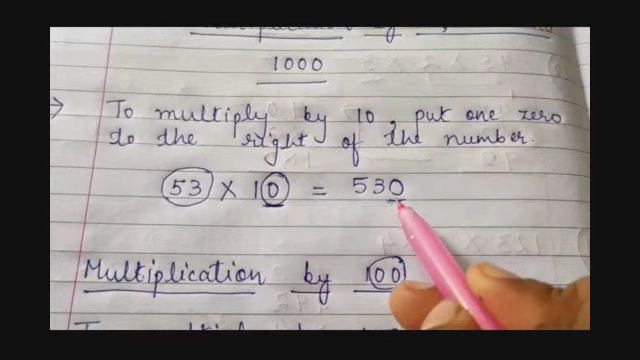 1000
To multiply by 10, put one zero
to the right of the number.
53 × 10 = 530
Multiplication by 100